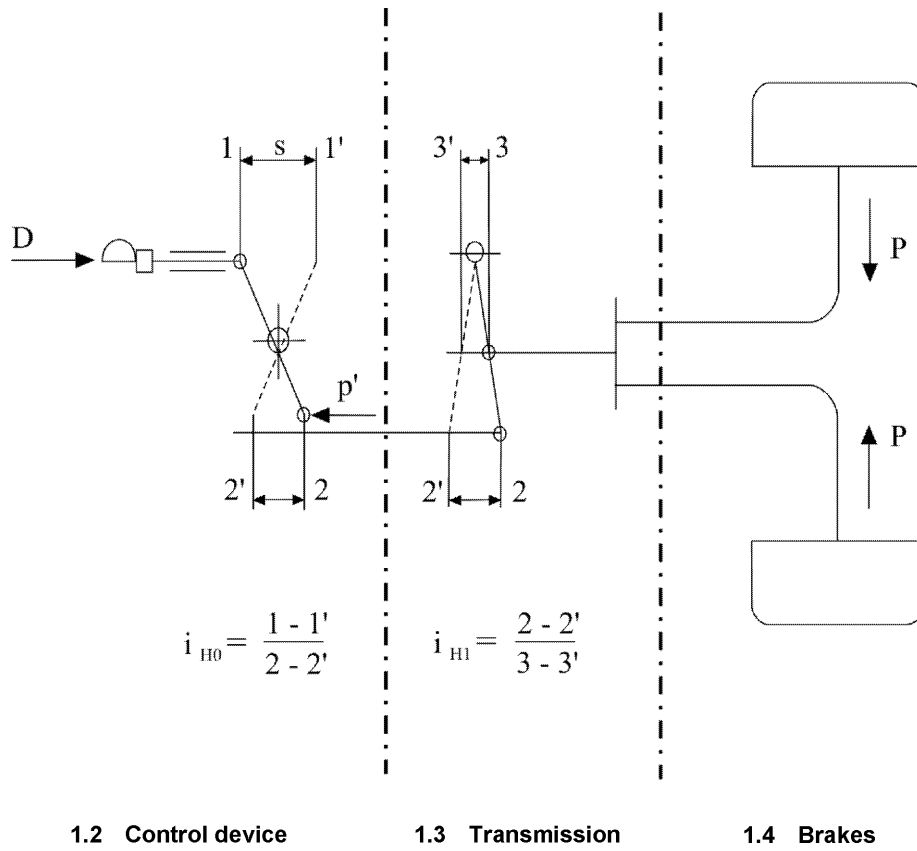 1 s 1' 3' 3
D
P
p'
P
2' 2 2' 2
i H0 = 1 - 1' / 2 - 2'
i H1 = 2 - 2' / 3 - 3'
1.2 Control device 1.3 Transmission 1.4 Brakes